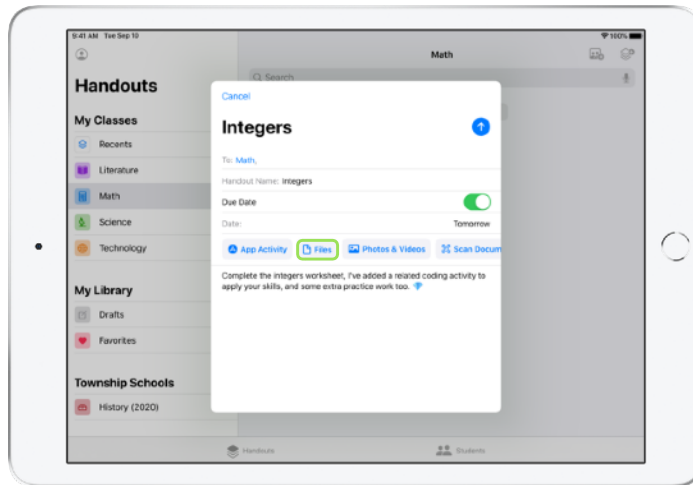 9:41 AM Tue Sep 10
100%
Math
Handouts
Search
My Classes
Recents
Literature
Math
Science
Technology
My Library
Drafts
Favorites
Township Schools
History (2020)
Cancel
Integers
To: Math,
Handout Name: Integers
Due Date
Date: Tomorrow
App Activity Files Photos & Videos Scan Docum
Complete the integers worksheet, I've added a related coding activity to
apply your skills, and some extra practice work too.
Handouts Students